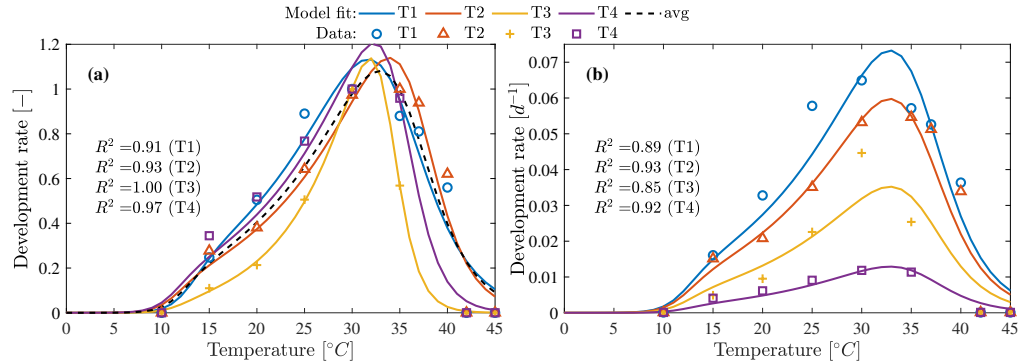 Model fit: T1 T2 T3 T4 avg
Data: T1 T2 T3 T4
(a)
Development rate [−]
1.2
1
0.8
0.6
0.4
0.2
0
R² =0.91 (T1)
R² =0.93 (T2)
R² =1.00 (T3)
R² =0.97 (T4)
0 5 10 15 20 25 30 35 40 45
Temperature [°C]
(b)
Development rate [d⁻¹]
0.07
0.06
0.05
0.04
0.03
0.02
0.01
0
R² =0.89 (T1)
R² =0.93 (T2)
R² =0.85 (T3)
R² =0.92 (T4)
0 5 10 15 20 25 30 35 40 45
Temperature [°C]